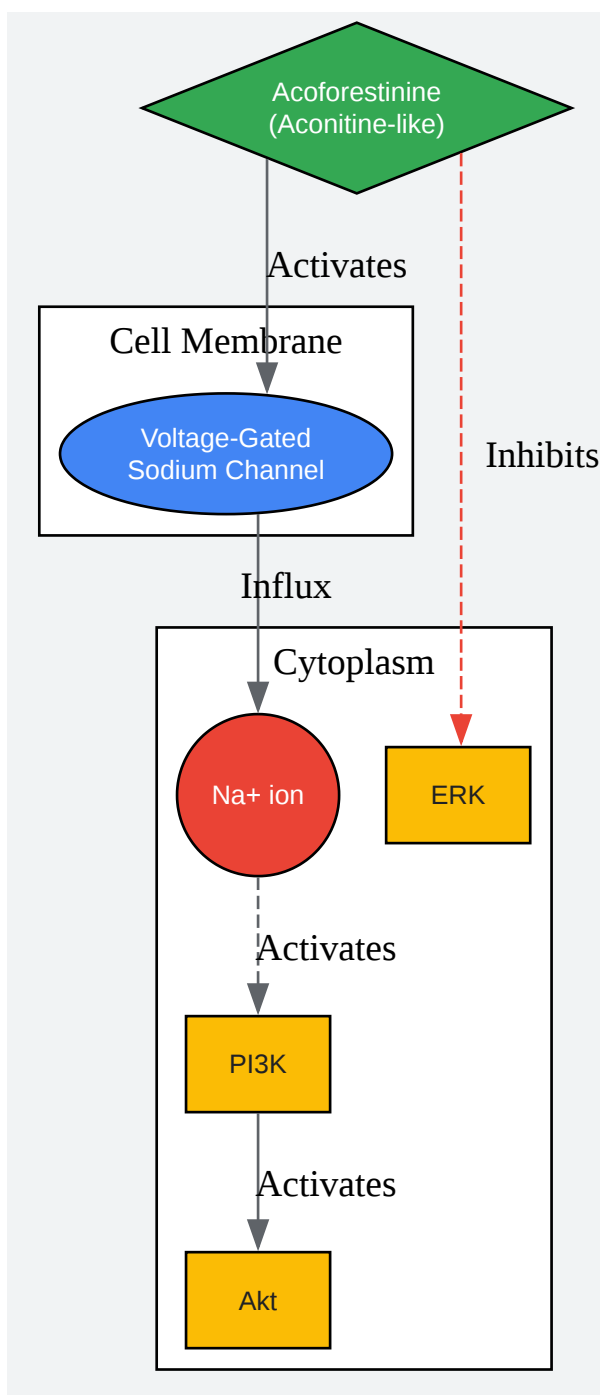 Acoforestinine
(Aconitine-like)
Activates
Cell Membrane
Voltage-Gated
Sodium Channel
Inhibits
Influx
Cytoplasm
Na+ ion
ERK
Activates
PI3K
Activates
Akt